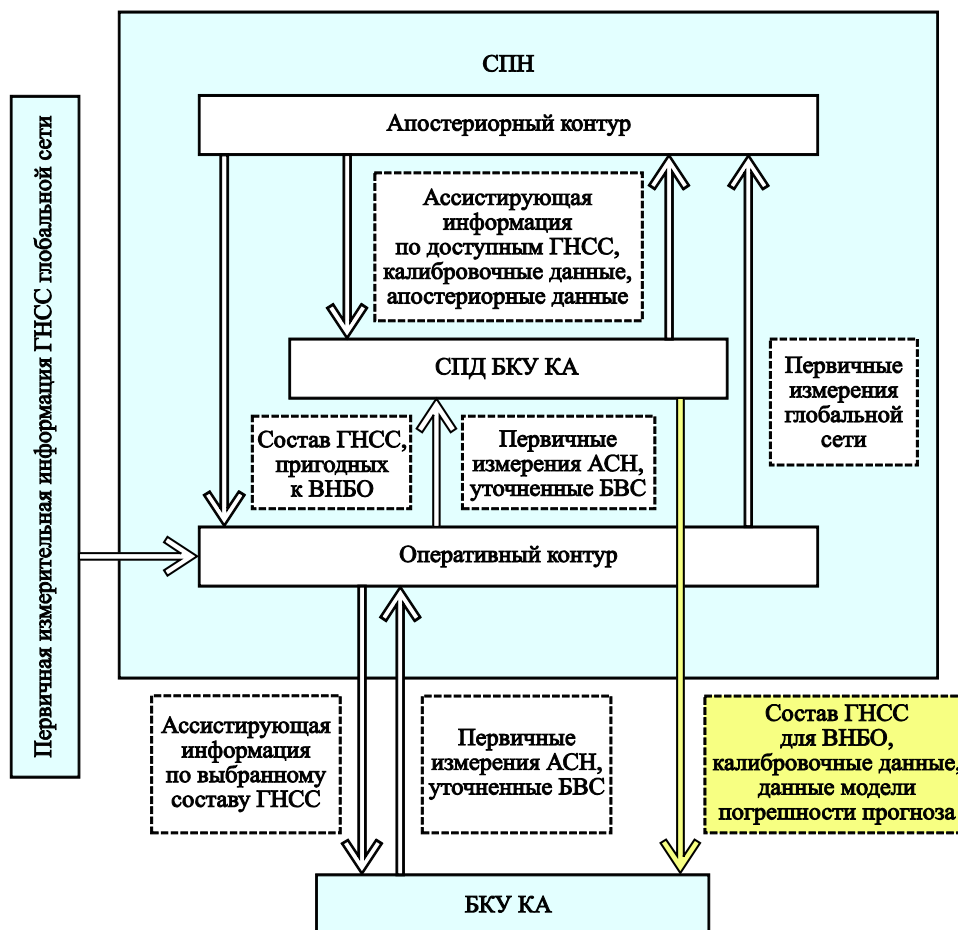 СПН
Апостериорный контур
Первичная измерительная информация ГНСС глобальной сети
Ассистирующая
информация
по доступным ГНСС,
калибровочные данные,
апостериорные данные
СПД БКУ КА
Первичные
измерения
глобальной
сети
Состав ГНСС,
пригодных
к ВНБО
Первичные
измерения АСН,
уточненные БВС
Оперативный контур
Ассистирующая
информация
по выбранному
составу ГНСС
Первичные
измерения АСН,
уточненные БВС
Состав ГНСС
для ВНБО,
калибровочные данные,
данные модели
погрешности прогноза
БКУ КА